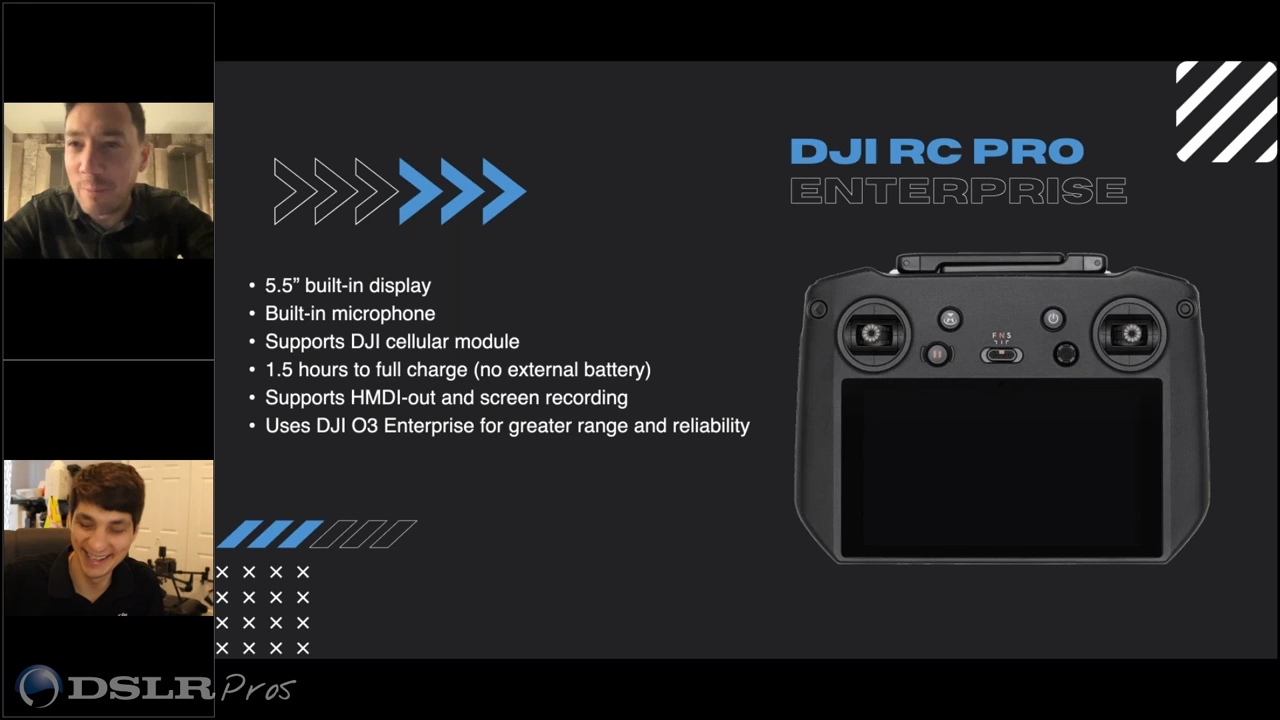 DJI RC PRO
ENTERPRISE
• 5.5” built-in display
• Built-in microphone
• Supports DJI cellular module
• 1.5 hours to full charge (no external battery)
• Supports HMDI-out and screen recording
• Uses DJI O3 Enterprise for greater range and reliability
F N S
DSLR Pros